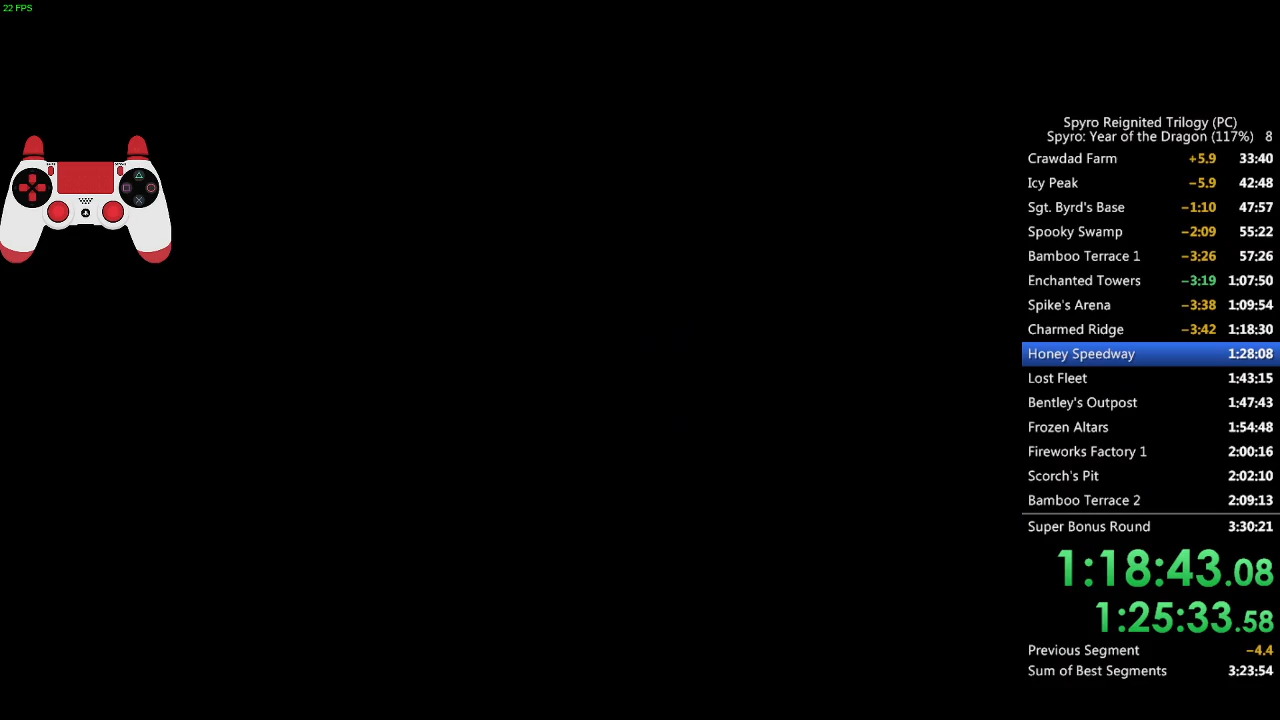 22 FPS
Spyro Reignited Trilogy (PC)
Spyro: Year of the Dragon (117%) 8
Crawdad Farm +5.9 33:40
Icy Peak −5.9 42:48
Sgt. Byrd's Base −1:10 47:57
Spooky Swamp −2:09 55:22
Bamboo Terrace 1 −3:26 57:26
Enchanted Towers −3:19 1:07:50
Spike's Arena −3:38 1:09:54
Charmed Ridge −3:42 1:18:30
Honey Speedway 1:28:08
Lost Fleet 1:43:15
Bentley's Outpost 1:47:43
Frozen Altars 1:54:48
Fireworks Factory 1 2:00:16
Scorch's Pit 2:02:10
Bamboo Terrace 2 2:09:13
Super Bonus Round 3:30:21
1:18:43.08
1:25:33.58
Previous Segment −4.4
Sum of Best Segments 3:23:54